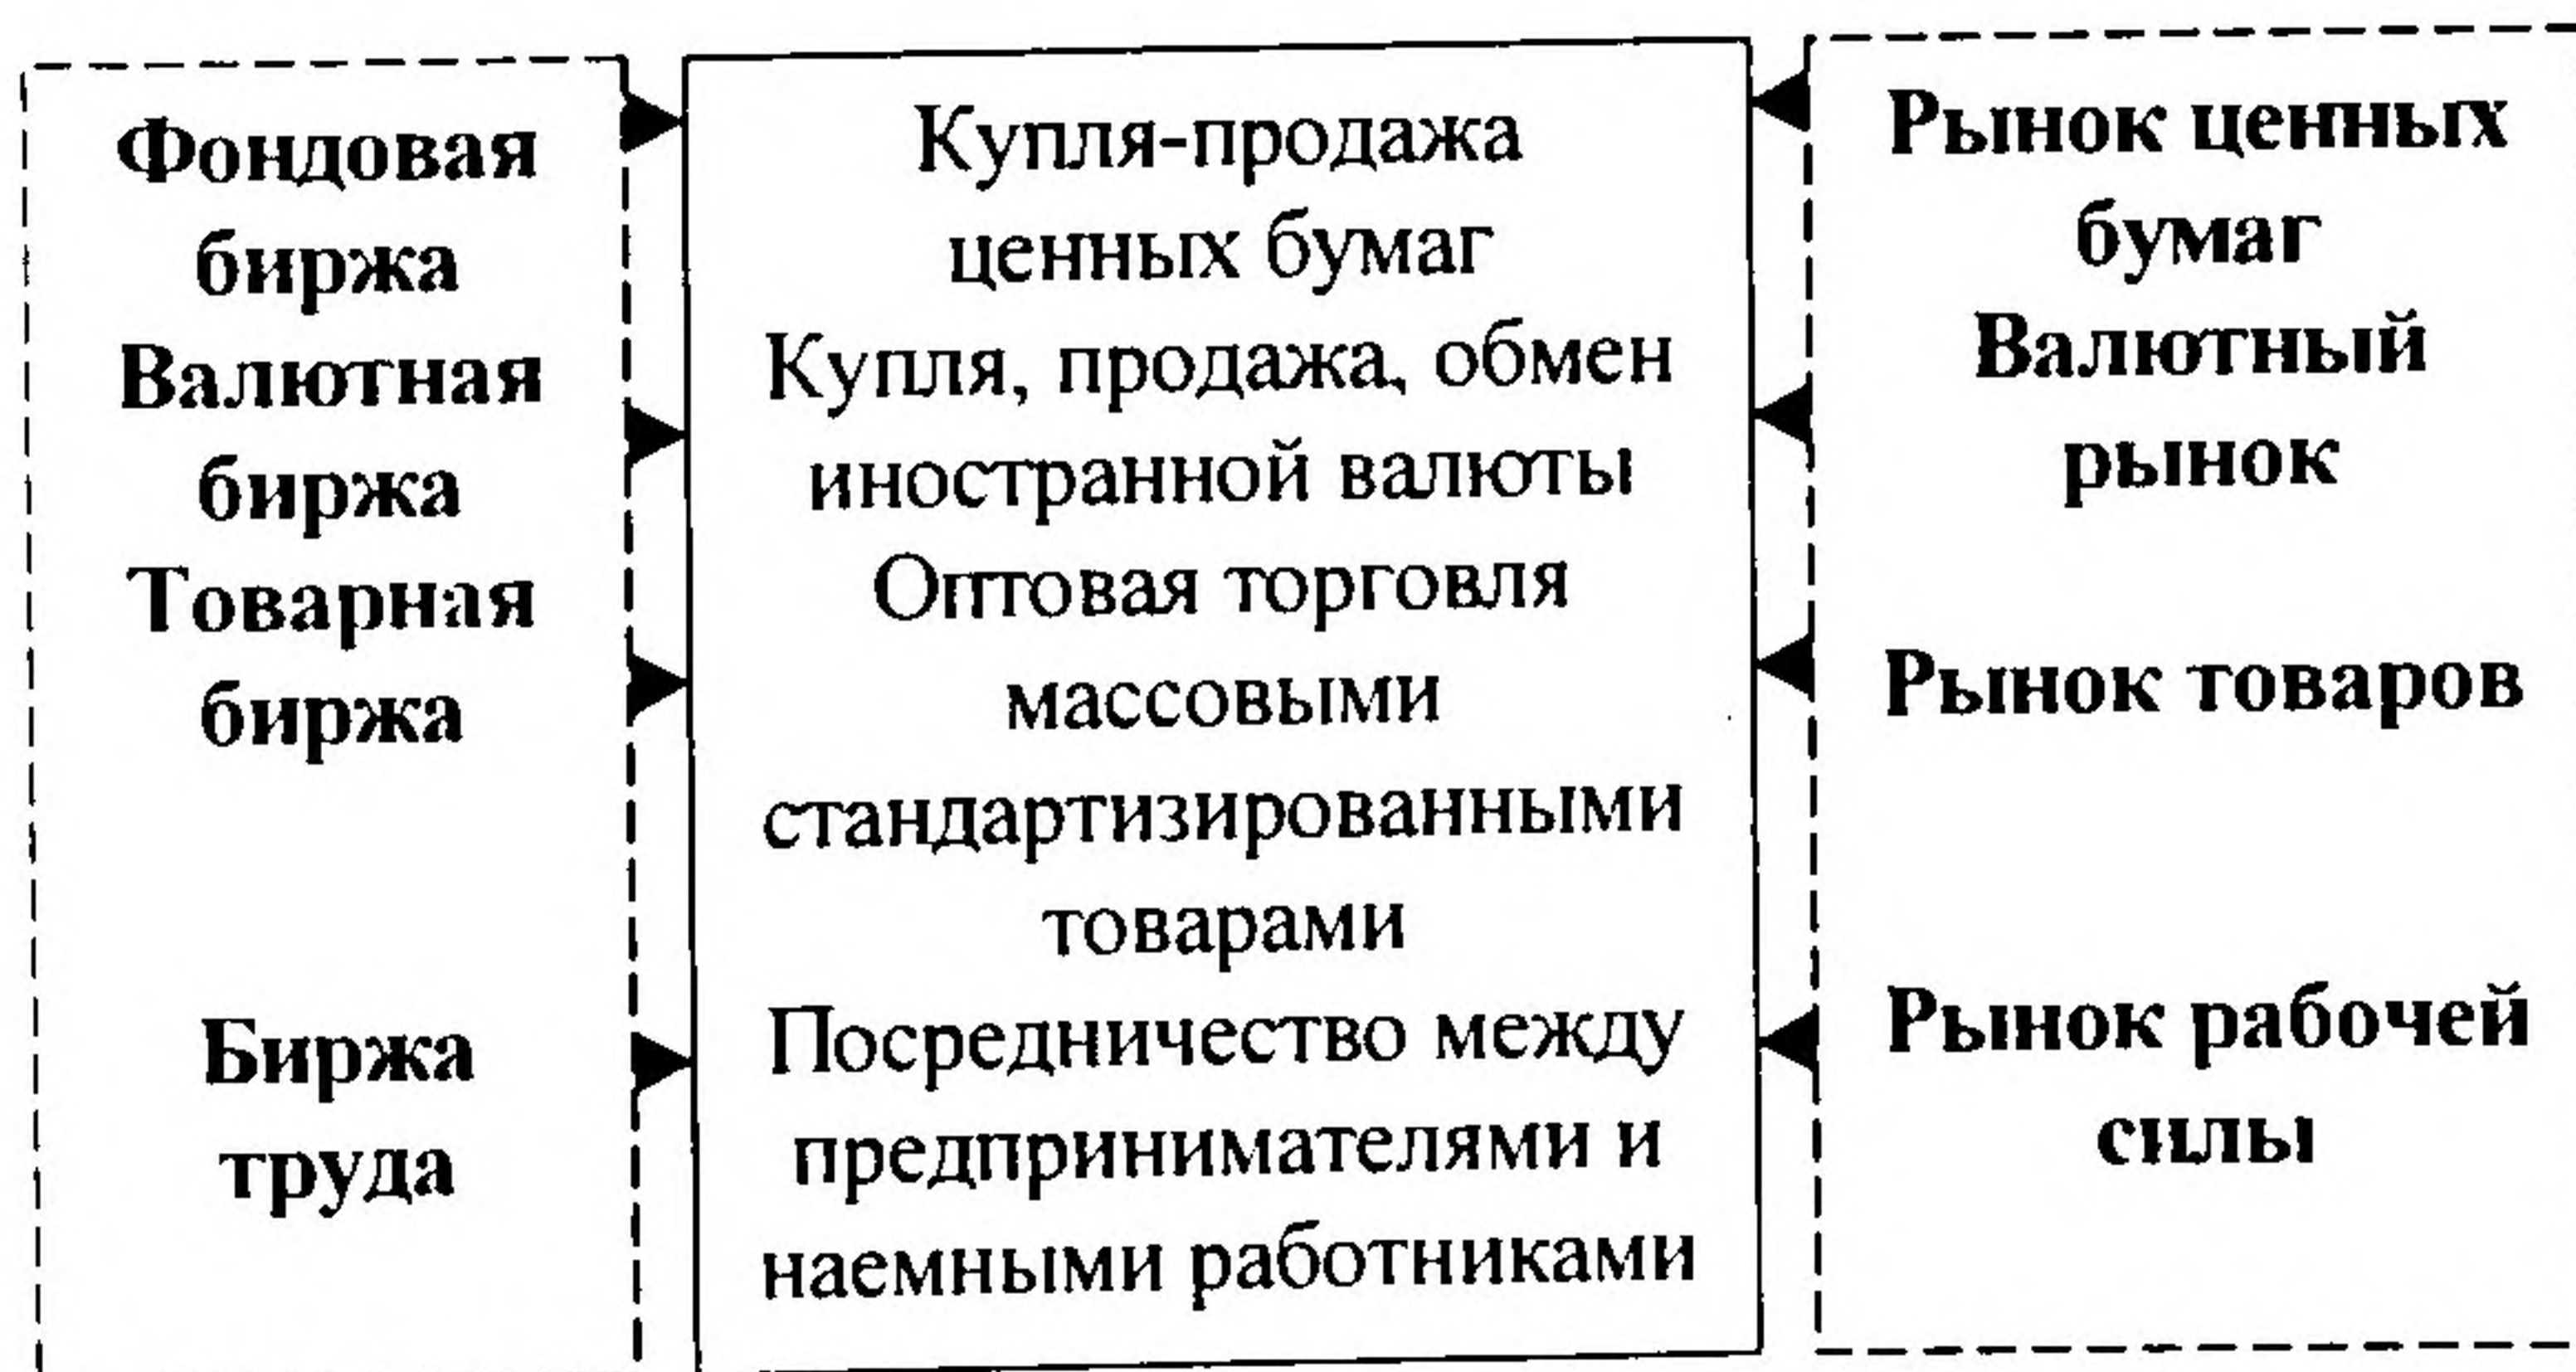 Фондовая
биржа
Валютная
биржа
Товарная
биржа
Биржа
труда
Купля-продажа
ценных бумаг
Купля, продажа, обмен
иностранной валюты
Оптовая торговля
массовыми
стандартизированными
товарами
Посредничество между
предпринимателями и
наемными работниками
Рынок ценных
бумаг
Валютный
рынок
Рынок товаров
Рынок рабочей
силы